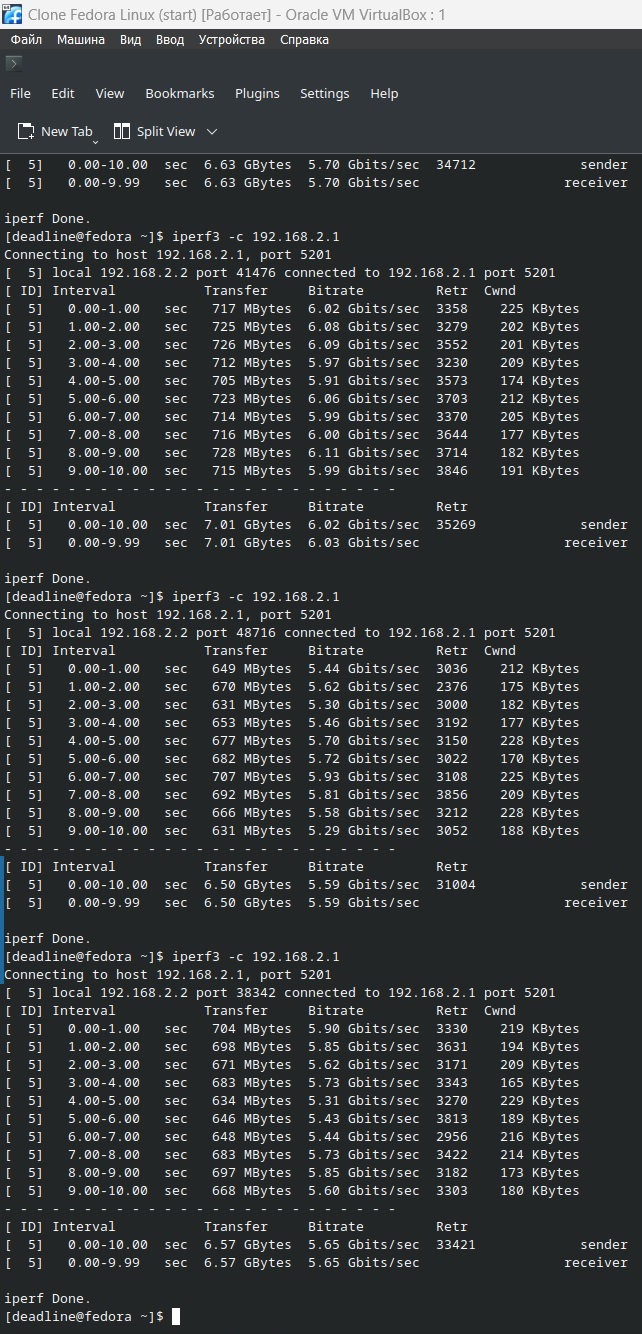 Clone Fedora Linux (start) [Работает] - Oracle VM VirtualBox : 1
Файл Машина Вид Ввод Устройства Справка
File Edit View Bookmarks Plugins Settings Help
New Tab Split View
[  5]   0.00-10.00  sec  6.63 GBytes  5.70 Gbits/sec  34712             sender
[  5]   0.00-9.99   sec  6.63 GBytes  5.70 Gbits/sec                  receiver
iperf Done.
[deadline@fedora ~]$ iperf3 -c 192.168.2.1
Connecting to host 192.168.2.1, port 5201
[  5] local 192.168.2.2 port 41476 connected to 192.168.2.1 port 5201
[ ID] Interval           Transfer     Bitrate         Retr  Cwnd
[  5]   0.00-1.00   sec   717 MBytes  6.02 Gbits/sec  3358    225 KBytes
[  5]   1.00-2.00   sec   725 MBytes  6.08 Gbits/sec  3279    202 KBytes
[  5]   2.00-3.00   sec   726 MBytes  6.09 Gbits/sec  3552    201 KBytes
[  5]   3.00-4.00   sec   712 MBytes  5.97 Gbits/sec  3230    209 KBytes
[  5]   4.00-5.00   sec   705 MBytes  5.91 Gbits/sec  3573    174 KBytes
[  5]   5.00-6.00   sec   723 MBytes  6.06 Gbits/sec  3703    212 KBytes
[  5]   6.00-7.00   sec   714 MBytes  5.99 Gbits/sec  3370    205 KBytes
[  5]   7.00-8.00   sec   716 MBytes  6.00 Gbits/sec  3644    177 KBytes
[  5]   8.00-9.00   sec   728 MBytes  6.11 Gbits/sec  3714    182 KBytes
[  5]   9.00-10.00  sec   715 MBytes  5.99 Gbits/sec  3846    191 KBytes
- - - - - - - - - - - - - - - - - - - - - - - - -
[ ID] Interval           Transfer     Bitrate         Retr
[  5]   0.00-10.00  sec  7.01 GBytes  6.02 Gbits/sec  35269             sender
[  5]   0.00-9.99   sec  7.01 GBytes  6.03 Gbits/sec                  receiver
iperf Done.
[deadline@fedora ~]$ iperf3 -c 192.168.2.1
Connecting to host 192.168.2.1, port 5201
[  5] local 192.168.2.2 port 48716 connected to 192.168.2.1 port 5201
[ ID] Interval           Transfer     Bitrate         Retr  Cwnd
[  5]   0.00-1.00   sec   649 MBytes  5.44 Gbits/sec  3036    212 KBytes
[  5]   1.00-2.00   sec   670 MBytes  5.62 Gbits/sec  2376    175 KBytes
[  5]   2.00-3.00   sec   631 MBytes  5.30 Gbits/sec  3000    182 KBytes
[  5]   3.00-4.00   sec   653 MBytes  5.46 Gbits/sec  3192    177 KBytes
[  5]   4.00-5.00   sec   677 MBytes  5.70 Gbits/sec  3150    228 KBytes
[  5]   5.00-6.00   sec   682 MBytes  5.72 Gbits/sec  3022    170 KBytes
[  5]   6.00-7.00   sec   707 MBytes  5.93 Gbits/sec  3108    225 KBytes
[  5]   7.00-8.00   sec   692 MBytes  5.81 Gbits/sec  3856    209 KBytes
[  5]   8.00-9.00   sec   666 MBytes  5.58 Gbits/sec  3212    228 KBytes
[  5]   9.00-10.00  sec   631 MBytes  5.29 Gbits/sec  3052    188 KBytes
- - - - - - - - - - - - - - - - - - - - - - - - -
[ ID] Interval           Transfer     Bitrate         Retr
[  5]   0.00-10.00  sec  6.50 GBytes  5.59 Gbits/sec  31004             sender
[  5]   0.00-9.99   sec  6.50 GBytes  5.59 Gbits/sec                  receiver
iperf Done.
[deadline@fedora ~]$ iperf3 -c 192.168.2.1
Connecting to host 192.168.2.1, port 5201
[  5] local 192.168.2.2 port 38342 connected to 192.168.2.1 port 5201
[ ID] Interval           Transfer     Bitrate         Retr  Cwnd
[  5]   0.00-1.00   sec   704 MBytes  5.90 Gbits/sec  3330    219 KBytes
[  5]   1.00-2.00   sec   698 MBytes  5.85 Gbits/sec  3631    194 KBytes
[  5]   2.00-3.00   sec   671 MBytes  5.62 Gbits/sec  3171    209 KBytes
[  5]   3.00-4.00   sec   683 MBytes  5.73 Gbits/sec  3343    165 KBytes
[  5]   4.00-5.00   sec   634 MBytes  5.31 Gbits/sec  3270    229 KBytes
[  5]   5.00-6.00   sec   646 MBytes  5.43 Gbits/sec  3813    189 KBytes
[  5]   6.00-7.00   sec   648 MBytes  5.44 Gbits/sec  2956    216 KBytes
[  5]   7.00-8.00   sec   683 MBytes  5.73 Gbits/sec  3422    214 KBytes
[  5]   8.00-9.00   sec   697 MBytes  5.85 Gbits/sec  3182    173 KBytes
[  5]   9.00-10.00  sec   668 MBytes  5.60 Gbits/sec  3303    180 KBytes
- - - - - - - - - - - - - - - - - - - - - - - - -
[ ID] Interval           Transfer     Bitrate         Retr
[  5]   0.00-10.00  sec  6.57 GBytes  5.65 Gbits/sec  33421             sender
[  5]   0.00-9.99   sec  6.57 GBytes  5.65 Gbits/sec                  receiver
iperf Done.
[deadline@fedora ~]$